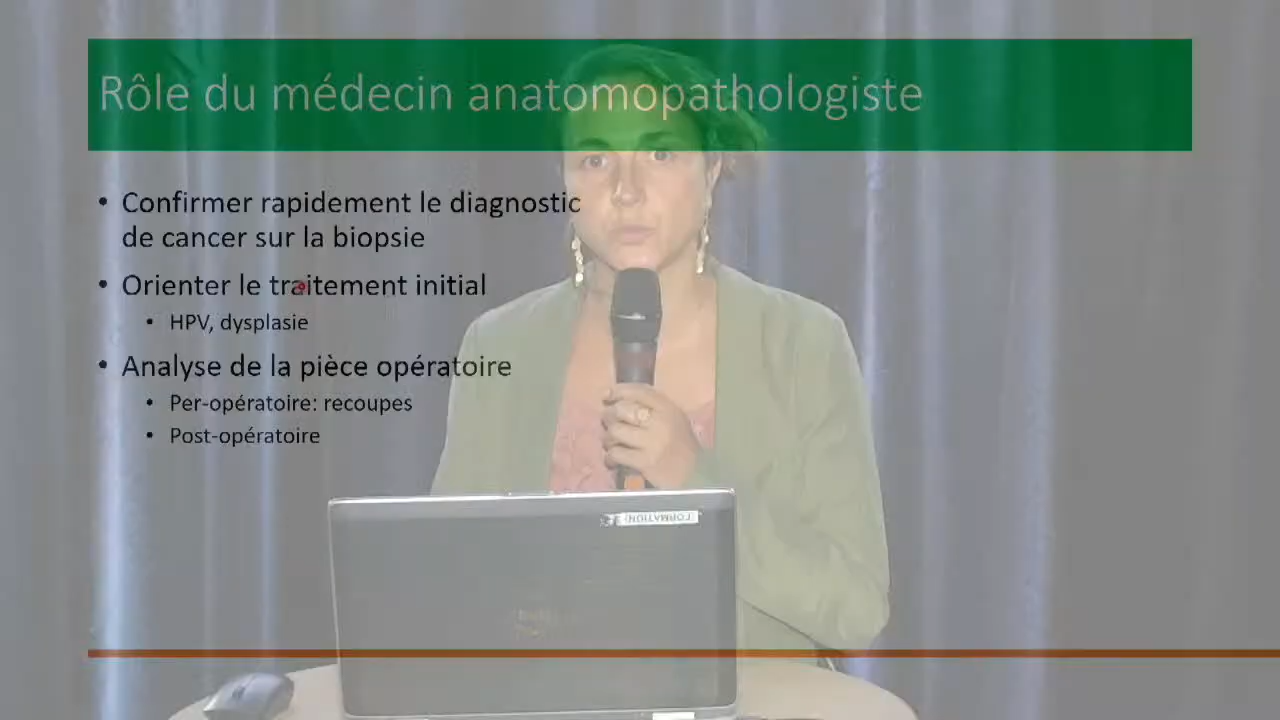 Rôle du médecin anatomopathologiste
• Confirmer rapidement le diagnostic
de cancer sur la biopsie
• Orienter le traitement initial
• HPV, dysplasie
• Analyse de la pièce opératoire
• Per-opératoire: recoupes
• Post-opératoire
FORMATION